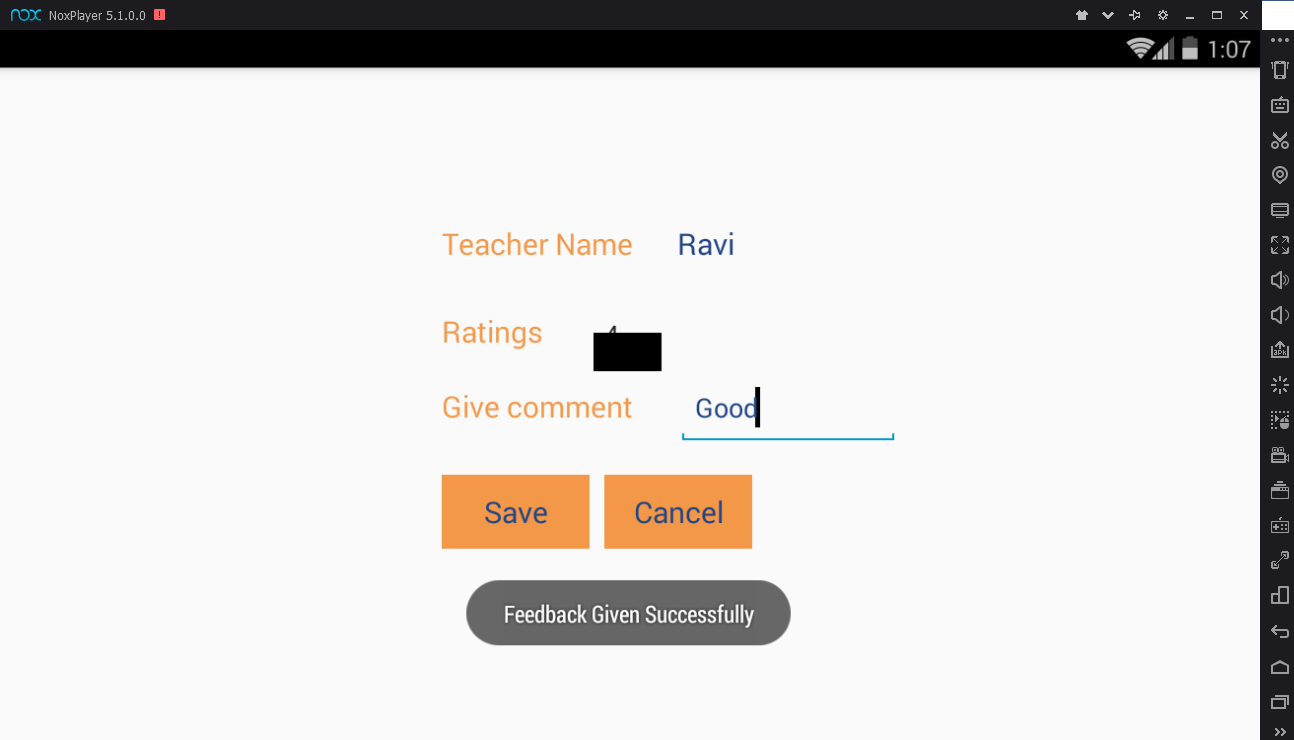 nox NoxPlayer 5.1.0.0
1:07
Teacher Name Ravi
Ratings
Give comment Good
Save Cancel
Feedback Given Successfully